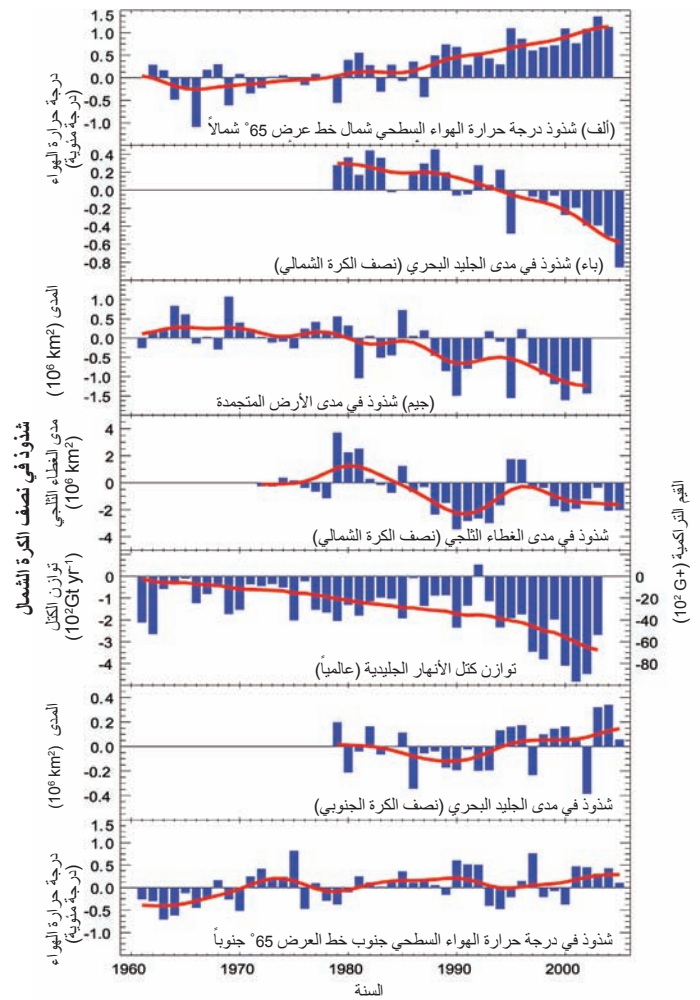 1.5
1.0
0.5
0.0
-0.5
-1.0
درجة حرارة الهواء
(درجة مئوية)
(ألف) شذوذ درجة حرارة الهواء السطحي شمال خط عرض 65° شمالاً
0.4
0.2
0.0
-0.2
-0.4
-0.6
-0.8
(باء) شذوذ في مدى الجليد البحري (نصف الكرة الشمالي)
1.0
0.5
0.0
-0.5
-1.0
-1.5
المدى
(10⁶ km²)
(جيم) شذوذ في مدى الأرض المتجمدة
4
2
0
-2
-4
شذوذ في نصف الكرة الشمال
مدى الغطاء الثلجي
(10⁶ km²)
شذوذ في مدى الغطاء الثلجي (نصف الكرة الشمالي)
0
-1
-2
-3
-4
توازن الكتل
(10²Gt yr⁻¹)
0
-20
-40
-60
-80
القيم التراكمية (10² G+)
توازن كتل الأنهار الجليدية (عالمياً)
0.4
0.2
0.0
-0.2
-0.4
المدى
(10⁶ km²)
شذوذ في مدى الجليد البحري (نصف الكرة الجنوبي)
1.5
1.0
0.5
0.0
-0.5
-1.0
درجة حرارة الهواء
(درجة مئوية)
شذوذ في درجة حرارة الهواء السطحي جنوب خط العرض 65° جنوباً
1960 1970 1980 1990 2000
السنة